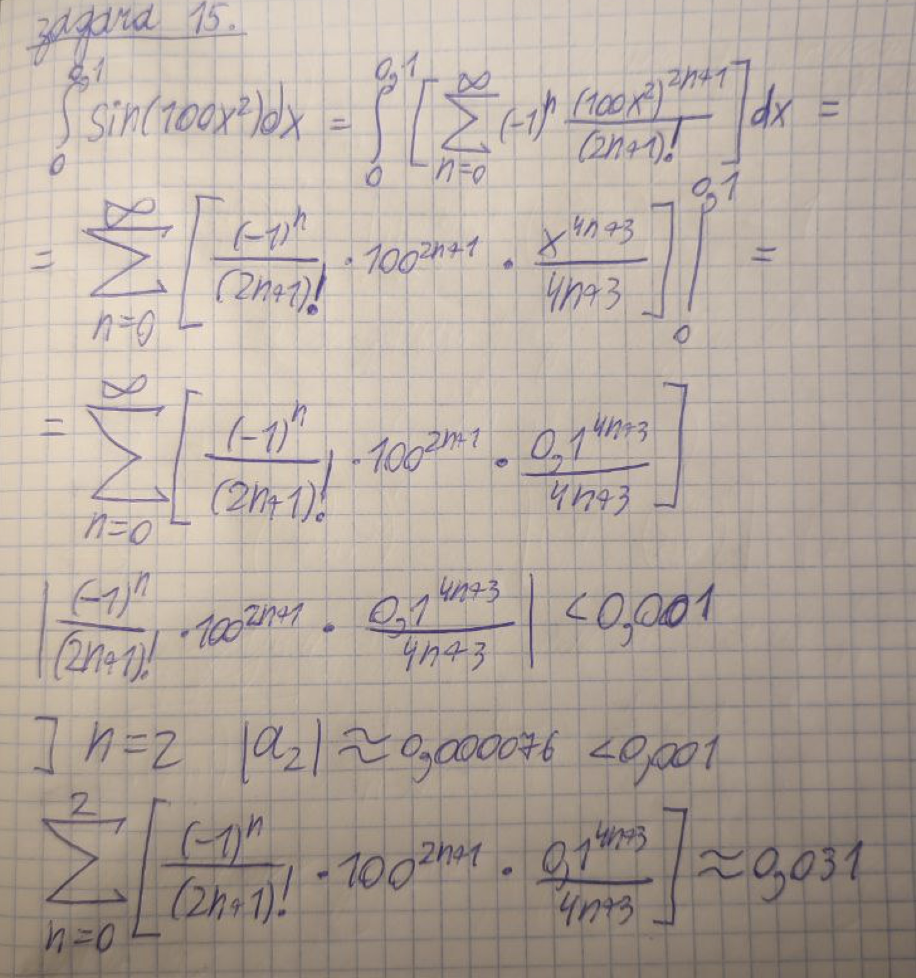 задача 15.
∫₀^{0,1} sin(100x²)dx = ∫₀^{0,1} [ ∑_{n=0}^{∞} (-1)ⁿ (100x²)^{2n+1} / (2n+1)! ] dx =
= ∑_{n=0}^{∞} [ (-1)ⁿ / (2n+1)! · 100^{2n+1} · x^{4n+3} / 4n+3 ] |₀^{0,1} =
= ∑_{n=0}^{∞} [ (-1)ⁿ / (2n+1)! · 100^{2n+1} · 0,1^{4n+3} / 4n+3 ]
| (-1)ⁿ / (2n+1)! · 100^{2n+1} · 0,1^{4n+3} / 4n+3 | < 0,001
] n=2 |a₂| ≈ 0,000076 < 0,001
∑_{n=0}^{2} [ (-1)ⁿ / (2n+1)! · 100^{2n+1} · 0,1^{4n+3} / 4n+3 ] ≈ 0,031